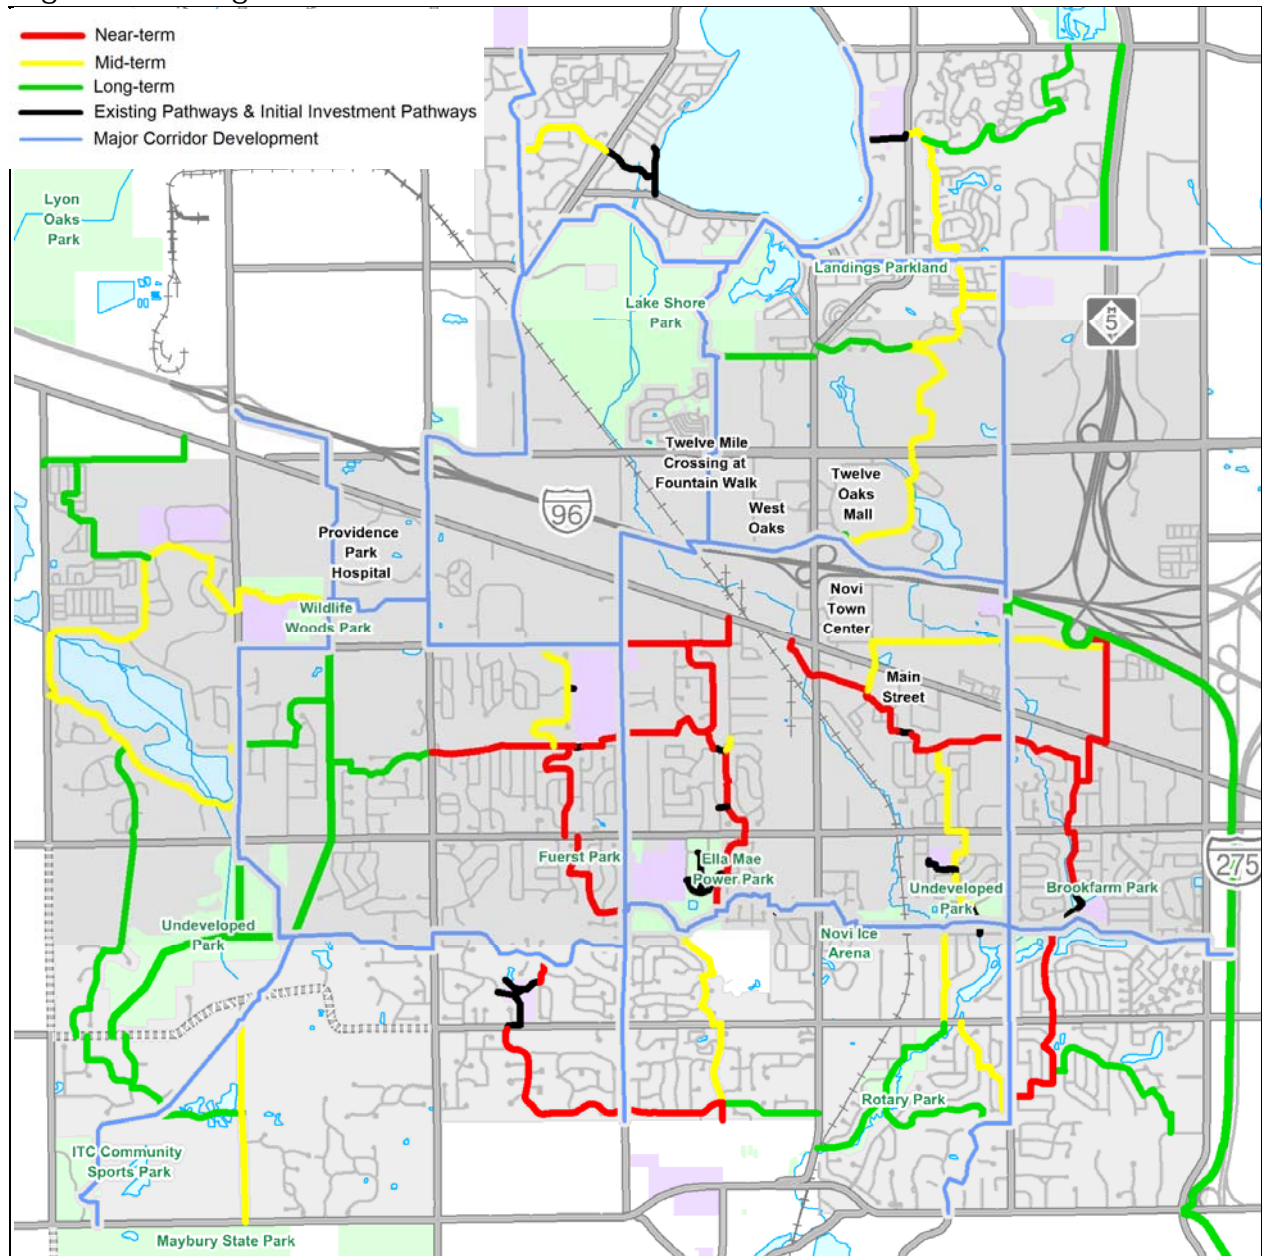 Near-term
Mid-term
Long-term
Existing Pathways & Initial Investment Pathways
Major Corridor Development
Lyon
Oaks
Park
Landings Parkland
Lake Shore
Park
M
5
Twelve Mile
Crossing at
Fountain Walk
Twelve
Oaks
Mall
West
Oaks
96
Providence
Park
Hospital
Novi
Town
Center
Wildlife
Woods Park
Main
Street
Fuerst Park
Ella Mae
Power Park
275
Undeveloped
Park
Brookfarm Park
Undeveloped
Park
Novi Ice
Arena
Rotary Park
ITC Community
Sports Park
Maybury State Park